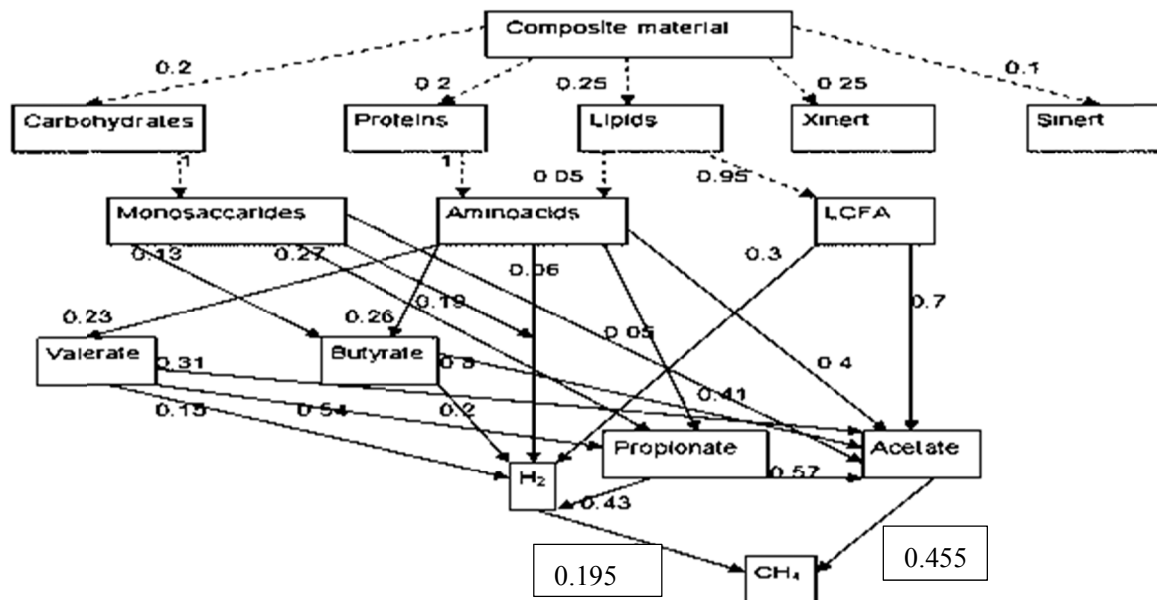 Composite material
0.2
0 2
0.25
0 25
0.1
Carbohydrates
Proteins
Lipids
Xinert
Sinert
1
1
0 05
0.95
Monosaccarides
Aminoacids
LCFA
0.13
0.27
0.06
0.3
0.19
0.7
0.23
0.26
0.05
Valerate
Butyrate
0.31
0 8
0 4
0.41
0.15
0.54
0.2
Propionate
Acetate
H₂
0.57
0.43
0.195
0.455
CH₄